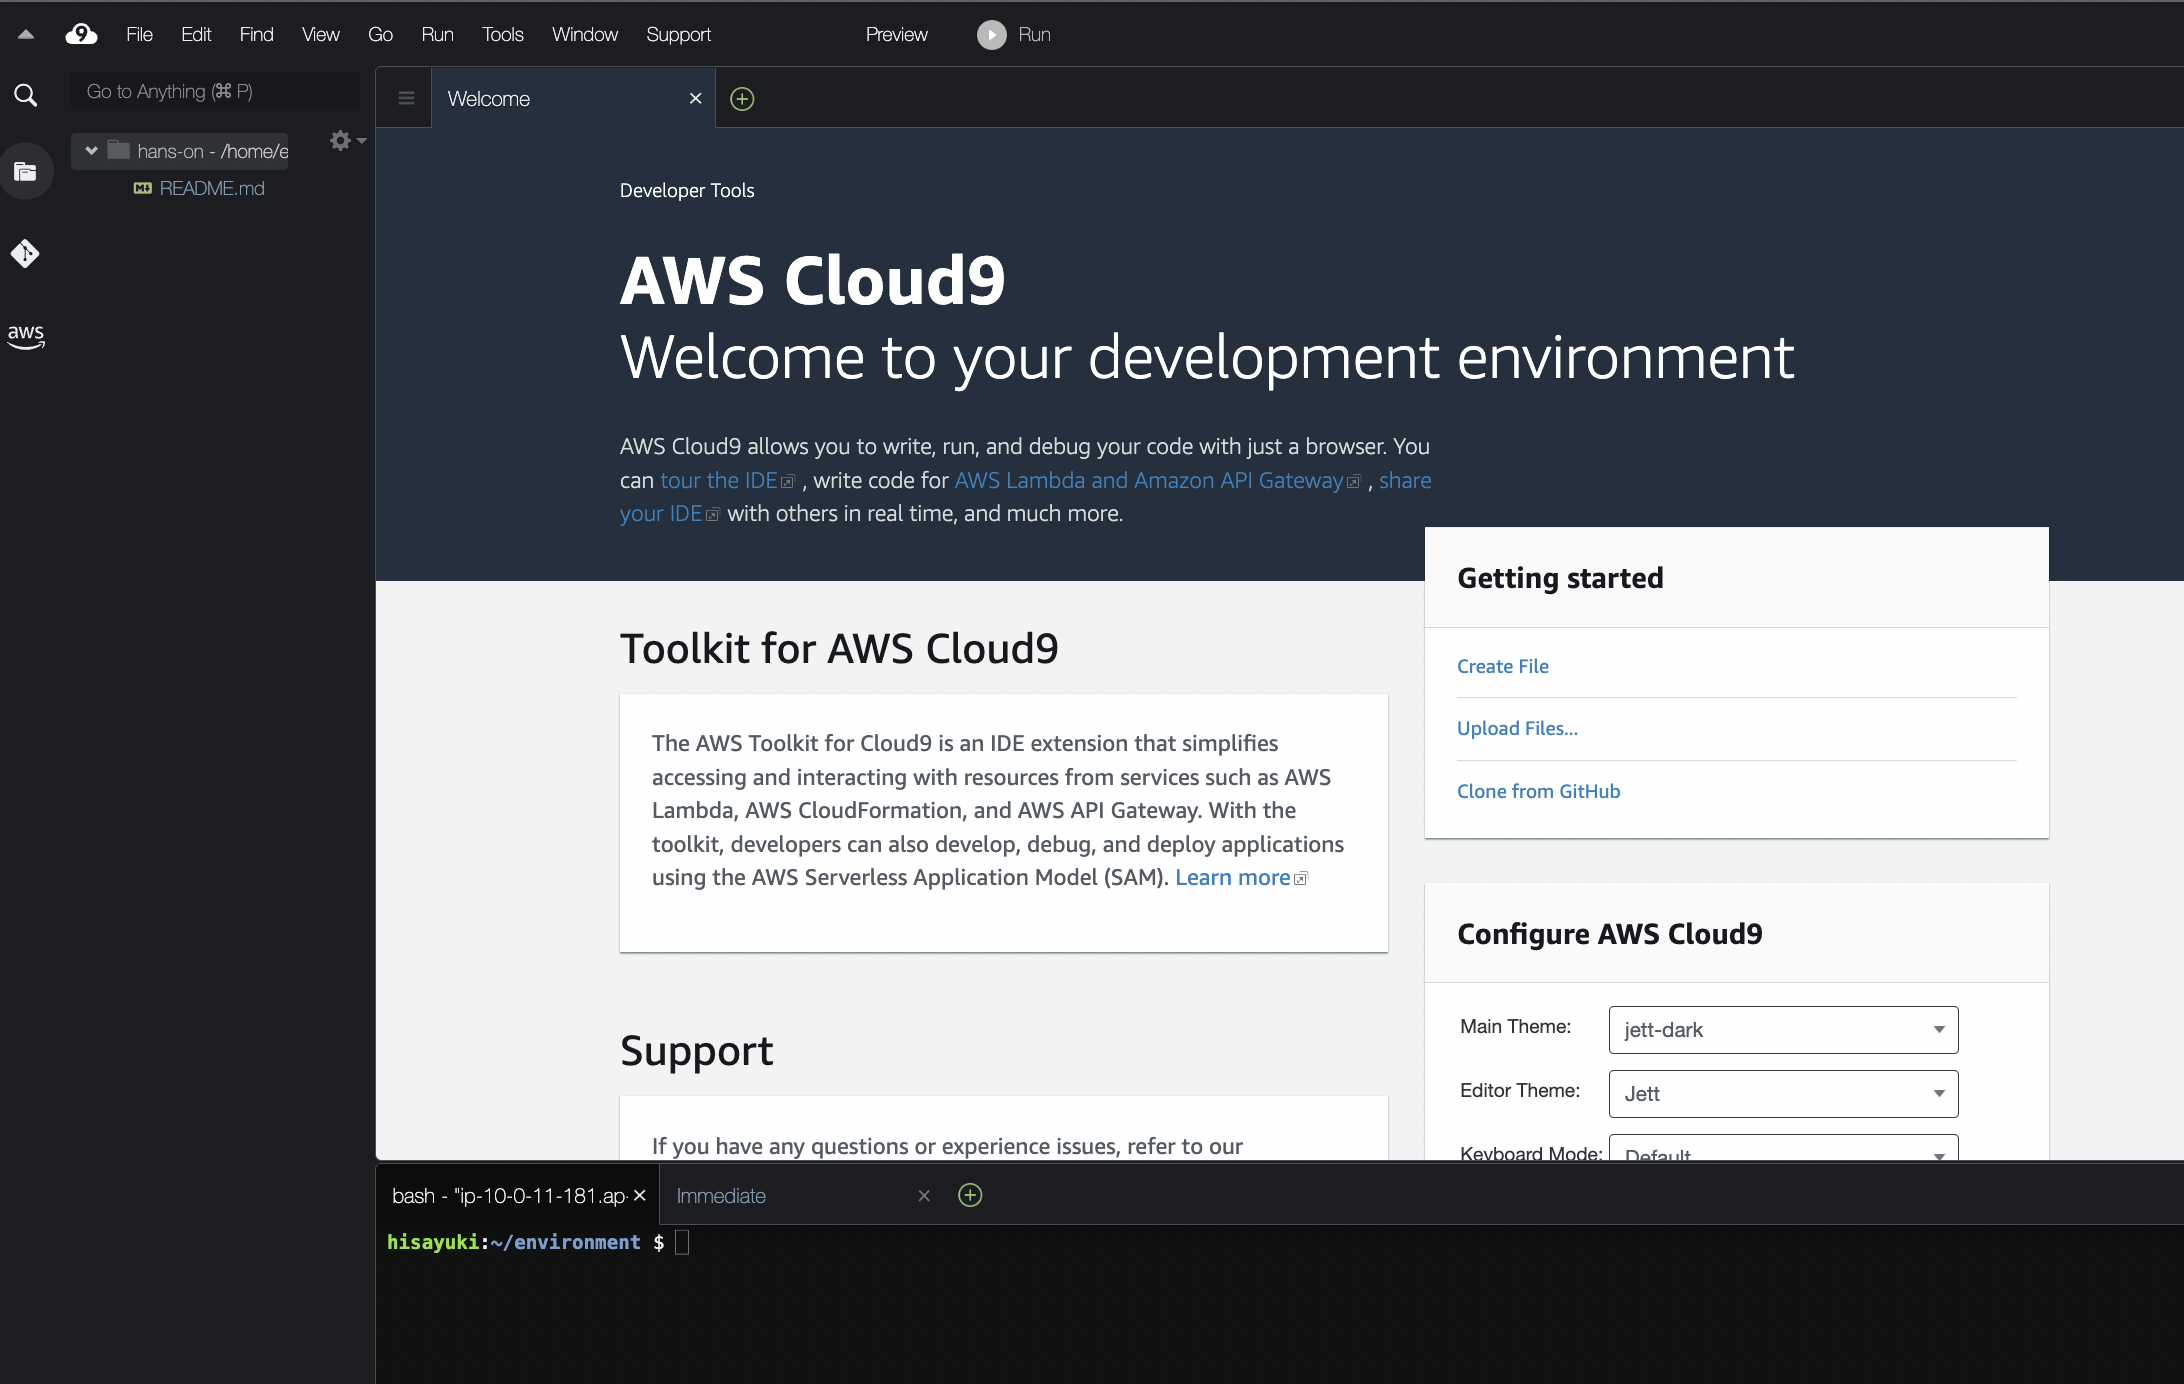 9 File Edit Find View Go Run Tools Window Support Preview Run
Go to Anything (⌘ P)
hans-on - /home/e
README.md
aws
Welcome
Developer Tools
AWS Cloud9
Welcome to your development environment
AWS Cloud9 allows you to write, run, and debug your code with just a browser. You
can tour the IDE , write code for AWS Lambda and Amazon API Gateway , share
your IDE with others in real time, and much more.
Toolkit for AWS Cloud9
The AWS Toolkit for Cloud9 is an IDE extension that simplifies
accessing and interacting with resources from services such as AWS
Lambda, AWS CloudFormation, and AWS API Gateway. With the
toolkit, developers can also develop, debug, and deploy applications
using the AWS Serverless Application Model (SAM). Learn more
Support
If you have any questions or experience issues, refer to our
Getting started
Create File
Upload Files...
Clone from GitHub
Configure AWS Cloud9
Main Theme: jett-dark
Editor Theme: Jett
Keyboard Mode: Default
bash - "ip-10-0-11-181.ap- Immediate
hisayuki:~/environment $